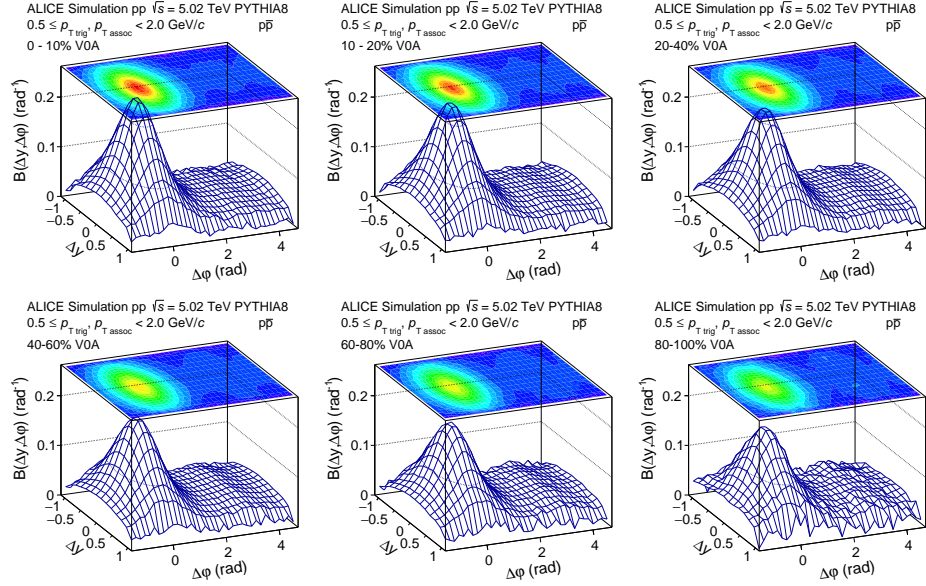 ALICE Simulation pp √s = 5.02 TeV PYTHIA8
0.5 ≤ p_T trig, p_T assoc < 2.0 GeV/c pp̅
0 - 10% V0A
B(Δy,Δφ) (rad⁻¹)
0.2
0.1
0
−1
−0.5
0
0.5
1
Δy
0
2
4
Δφ (rad)
ALICE Simulation pp √s = 5.02 TeV PYTHIA8
0.5 ≤ p_T trig, p_T assoc < 2.0 GeV/c pp̅
10 - 20% V0A
B(Δy,Δφ) (rad⁻¹)
0.2
0.1
0
−1
−0.5
0
0.5
1
Δy
0
2
4
Δφ (rad)
ALICE Simulation pp √s = 5.02 TeV PYTHIA8
0.5 ≤ p_T trig, p_T assoc < 2.0 GeV/c pp̅
20-40% V0A
B(Δy,Δφ) (rad⁻¹)
0.2
0.1
0
−1
−0.5
0
0.5
1
Δy
0
2
4
Δφ (rad)
ALICE Simulation pp √s = 5.02 TeV PYTHIA8
0.5 ≤ p_T trig, p_T assoc < 2.0 GeV/c pp̅
40-60% V0A
B(Δy,Δφ) (rad⁻¹)
0.2
0.1
0
−1
−0.5
0
0.5
1
Δy
0
2
4
Δφ (rad)
ALICE Simulation pp √s = 5.02 TeV PYTHIA8
0.5 ≤ p_T trig, p_T assoc < 2.0 GeV/c pp̅
60-80% V0A
B(Δy,Δφ) (rad⁻¹)
0.2
0.1
0
−1
−0.5
0
0.5
1
Δy
0
2
4
Δφ (rad)
ALICE Simulation pp √s = 5.02 TeV PYTHIA8
0.5 ≤ p_T trig, p_T assoc < 2.0 GeV/c pp̅
80-100% V0A
B(Δy,Δφ) (rad⁻¹)
0.2
0.1
0
−1
−0.5
0
0.5
1
Δy
0
2
4
Δφ (rad)